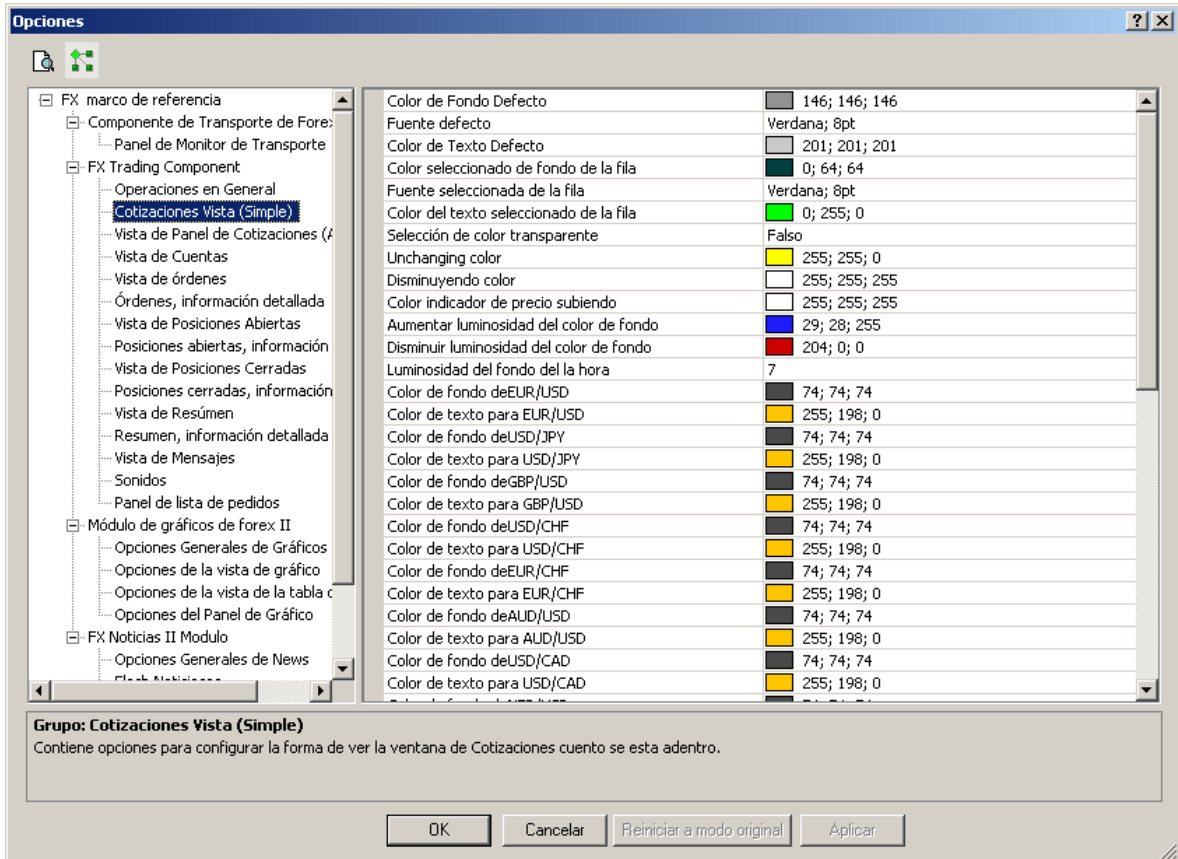 Opciones
FX marco de referencia
Componente de Transporte de Forex
Panel de Monitor de Transporte
FX Trading Component
Operaciones en General
Cotizaciones Vista (Simple)
Vista de Panel de Cotizaciones (A
Vista de Cuentas
Vista de órdenes
Órdenes, información detallada
Vista de Posiciones Abiertas
Posiciones abiertas, información
Vista de Posiciones Cerradas
Posiciones cerradas, información
Vista de Resúmen
Resumen, información detallada
Vista de Mensajes
Sonidos
Panel de lista de pedidos
Módulo de gráficos de forex II
Opciones Generales de Gráficos
Opciones de la vista de gráfico
Opciones de la vista de la tabla d
Opciones del Panel de Gráfico
FX Noticias II Modulo
Opciones Generales de News
Color de Fondo Defecto 146; 146; 146
Fuente defecto Verdana; 8pt
Color de Texto Defecto 201; 201; 201
Color seleccionado de fondo de la fila 0; 64; 64
Fuente seleccionada de la fila Verdana; 8pt
Color del texto seleccionado de la fila 0; 255; 0
Selección de color transparente Falso
Unchanging color 255; 255; 0
Disminuyendo color 255; 255; 255
Color indicador de precio subiendo 255; 255; 255
Aumentar luminosidad del color de fondo 29; 28; 255
Disminuir luminosidad del color de fondo 204; 0; 0
Luminosidad del fondo del la hora 7
Color de fondo deEUR/USD 74; 74; 74
Color de texto para EUR/USD 255; 198; 0
Color de fondo deUSD/JPY 74; 74; 74
Color de texto para USD/JPY 255; 198; 0
Color de fondo deGBP/USD 74; 74; 74
Color de texto para GBP/USD 255; 198; 0
Color de fondo deUSD/CHF 74; 74; 74
Color de texto para USD/CHF 255; 198; 0
Color de fondo deEUR/CHF 74; 74; 74
Color de texto para EUR/CHF 255; 198; 0
Color de fondo deAUD/USD 74; 74; 74
Color de texto para AUD/USD 255; 198; 0
Color de fondo deUSD/CAD 74; 74; 74
Color de texto para USD/CAD 255; 198; 0
Grupo: Cotizaciones Vista (Simple)
Contiene opciones para configurar la forma de ver la ventana de Cotizaciones cuento se esta adentro.
OK Cancelar Reiniciar a modo original Aplicar